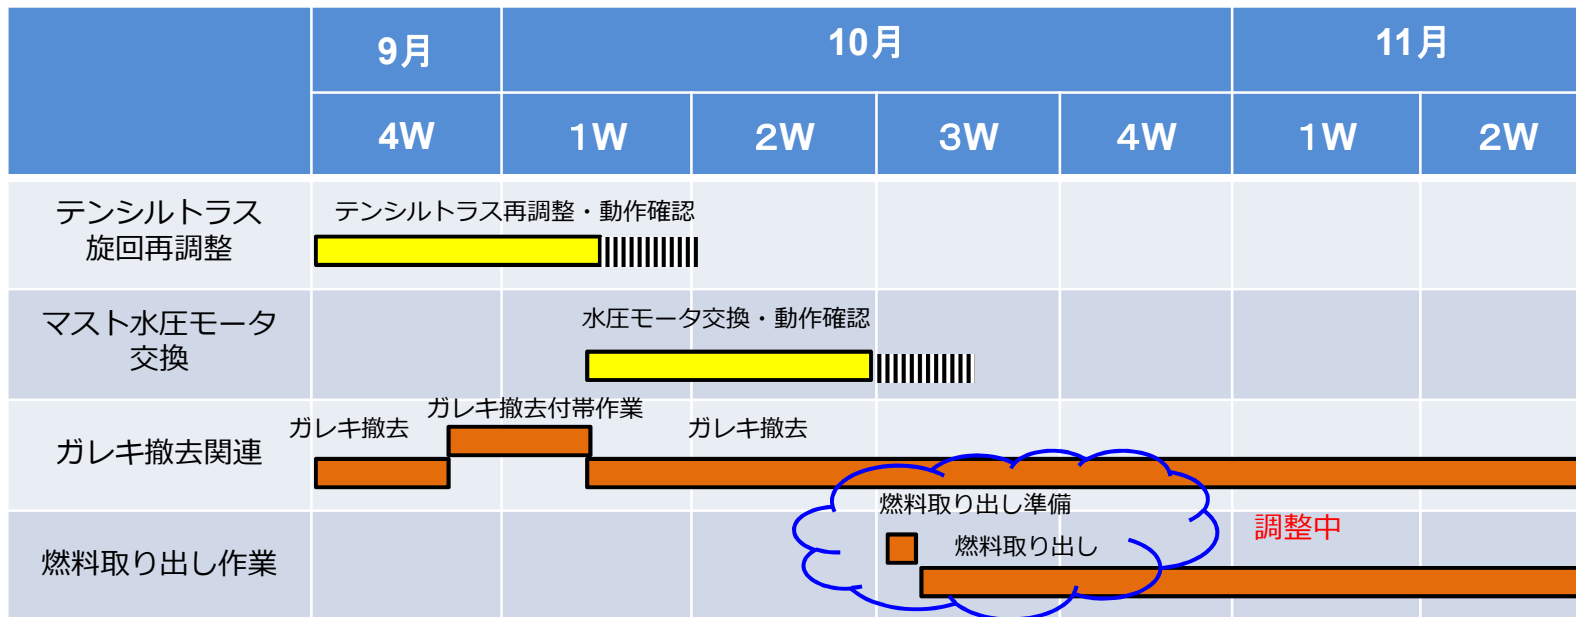 9月
10月
11月
4W
1W
2W
3W
4W
1W
2W
テンシルトラス
旋回再調整
テンシルトラス再調整・動作確認
マスト水圧モータ
交換
水圧モータ交換・動作確認
ガレキ撤去関連
ガレキ撤去
ガレキ撤去付帯作業
ガレキ撤去
燃料取り出し作業
燃料取り出し準備
燃料取り出し
調整中